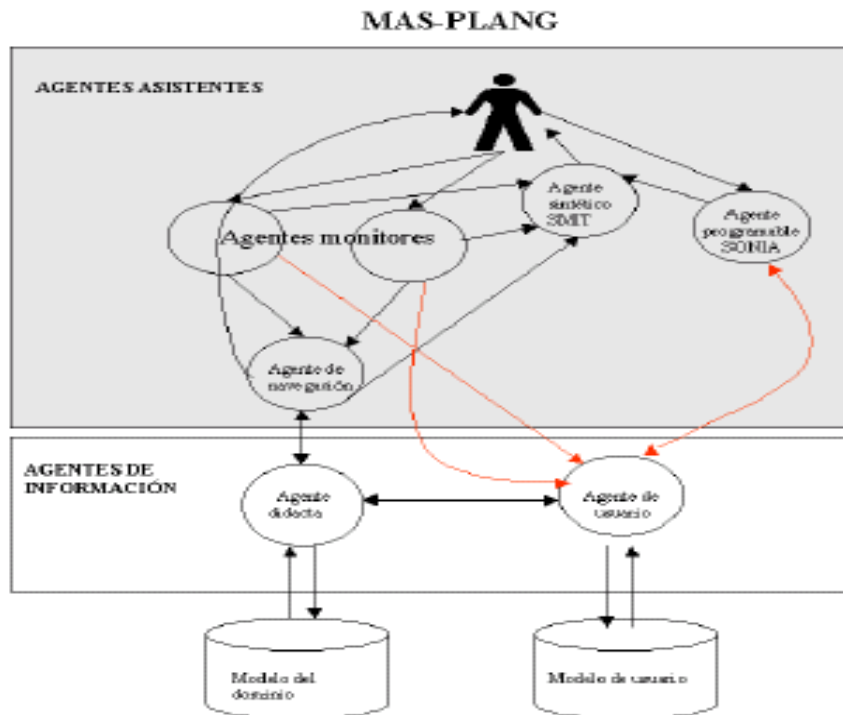 MAS-PLANG
AGENTES ASISTENTES
Agente
sintético
SMIT
Agente
programable
SONIA
Agentes monitores
Agente de
navegación
AGENTES DE
INFORMACIÓN
Agente
didacta
Agente de
usuario
Modelo del
dominio
Modelo de usuario